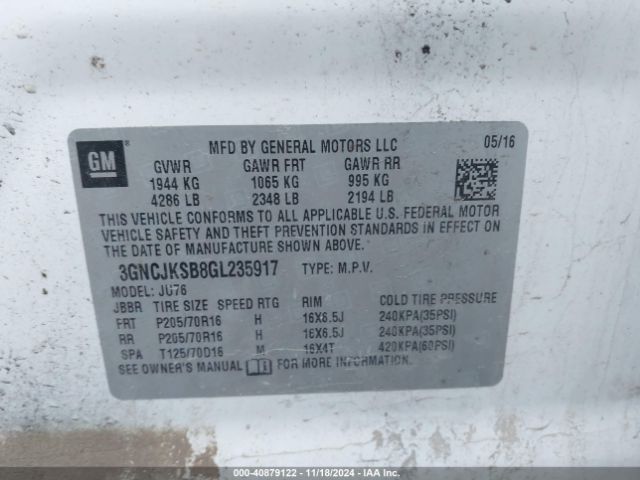 GM
MFD BY GENERAL MOTORS LLC 05/16
GVWR GAWR FRT GAWR RR
1944 KG 1065 KG 995 KG
4286 LB 2348 LB 2194 LB
THIS VEHICLE CONFORMS TO ALL APPLICABLE U.S. FEDERAL MOTOR
VEHICLE SAFETY AND THEFT PREVENTION STANDARDS IN EFFECT ON
THE DATE OF MANUFACTURE SHOWN ABOVE.
3GNCJKSB8GL235917 TYPE: M.P.V.
MODEL: JU76
JBBR TIRE SIZE SPEED RTG RIM COLD TIRE PRESSURE
FRT P205/70R16 H 16X6.5J 240KPA(35PSI)
RR P205/70R16 H 16X6.5J 240KPA(35PSI)
SPA T125/70D16 M 16X4T 420KPA(60PSI)
SEE OWNER'S MANUAL FOR MORE INFORMATION.
000-40879122 - 11/18/2024 - IAA Inc.